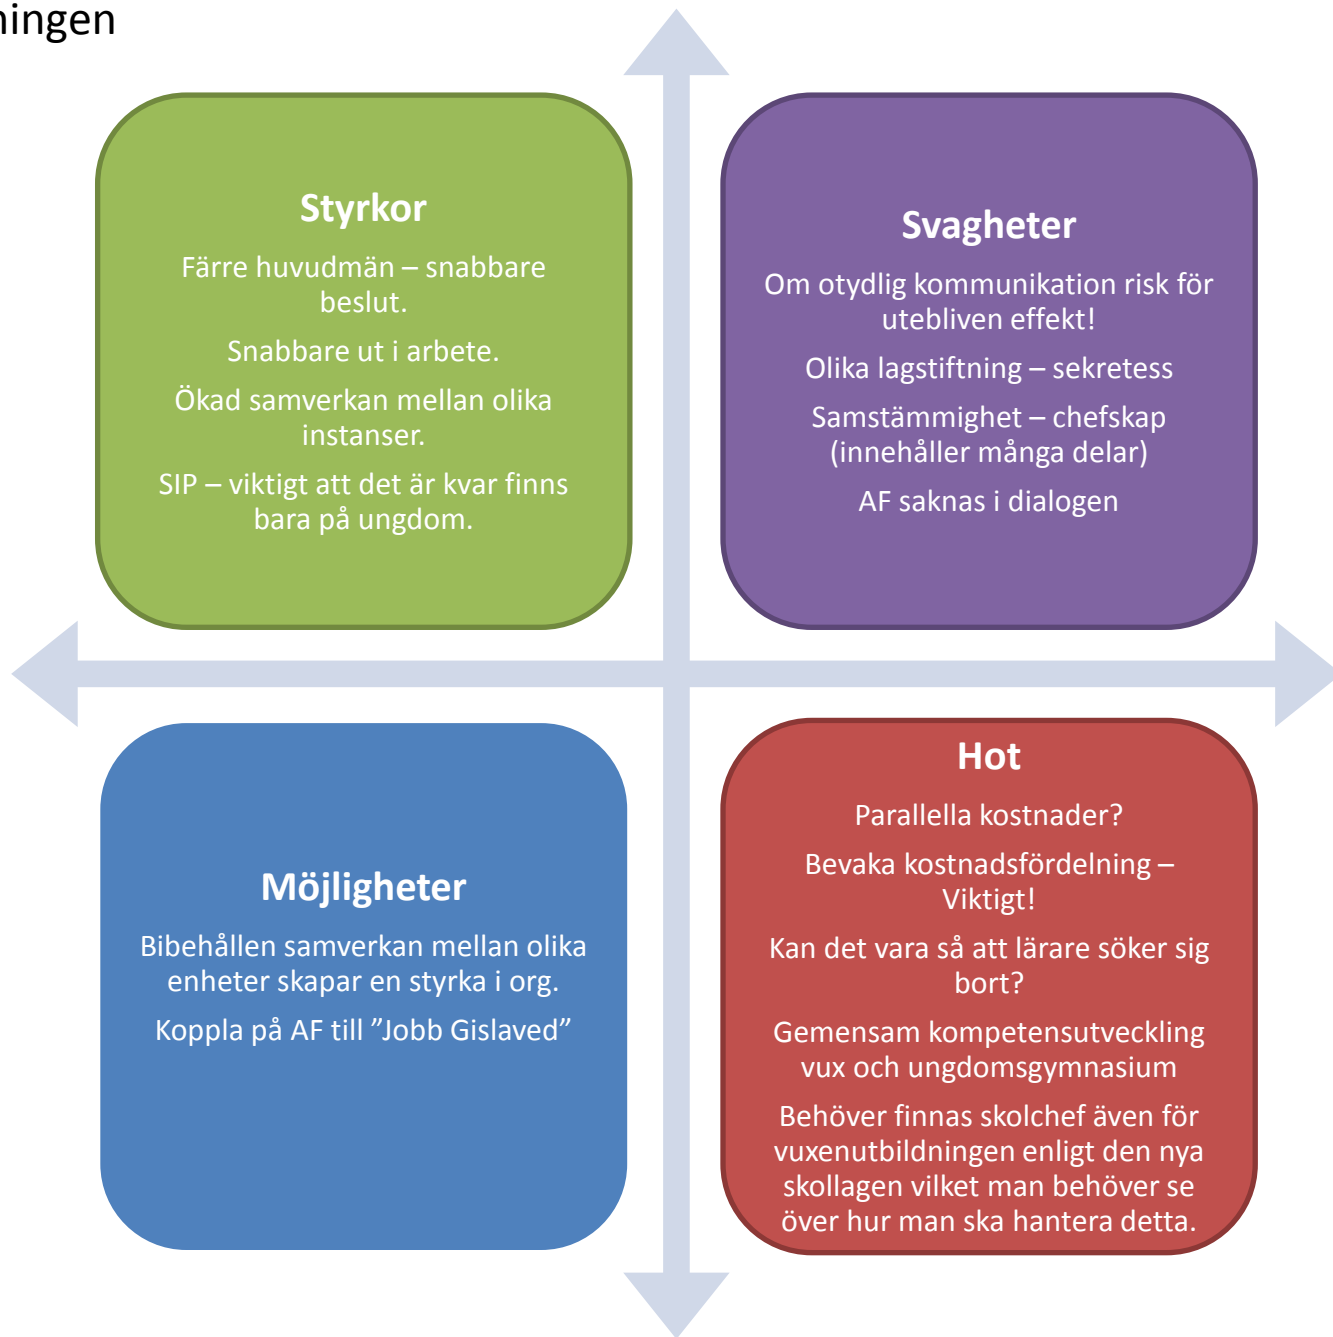 ningen
Styrkor
Färre huvudmän – snabbare
beslut.
Snabbare ut i arbete.
Ökad samverkan mellan olika
instanser.
SIP – viktigt att det är kvar finns
bara på ungdom.
Svagheter
Om otydlig kommunikation risk för
utebliven effekt!
Olika lagstiftning – sekretess
Samstämmighet – chefskap
(innehåller många delar)
AF saknas i dialogen
Möjligheter
Bibehållen samverkan mellan olika
enheter skapar en styrka i org.
Koppla på AF till ”Jobb Gislaved”
Hot
Parallella kostnader?
Bevaka kostnadsfördelning –
Viktigt!
Kan det vara så att lärare söker sig
bort?
Gemensam kompetensutveckling
vux och ungdomsgymnasium
Behöver finnas skolchef även för
vuxenutbildningen enligt den nya
skollagen vilket man behöver se
över hur man ska hantera detta.